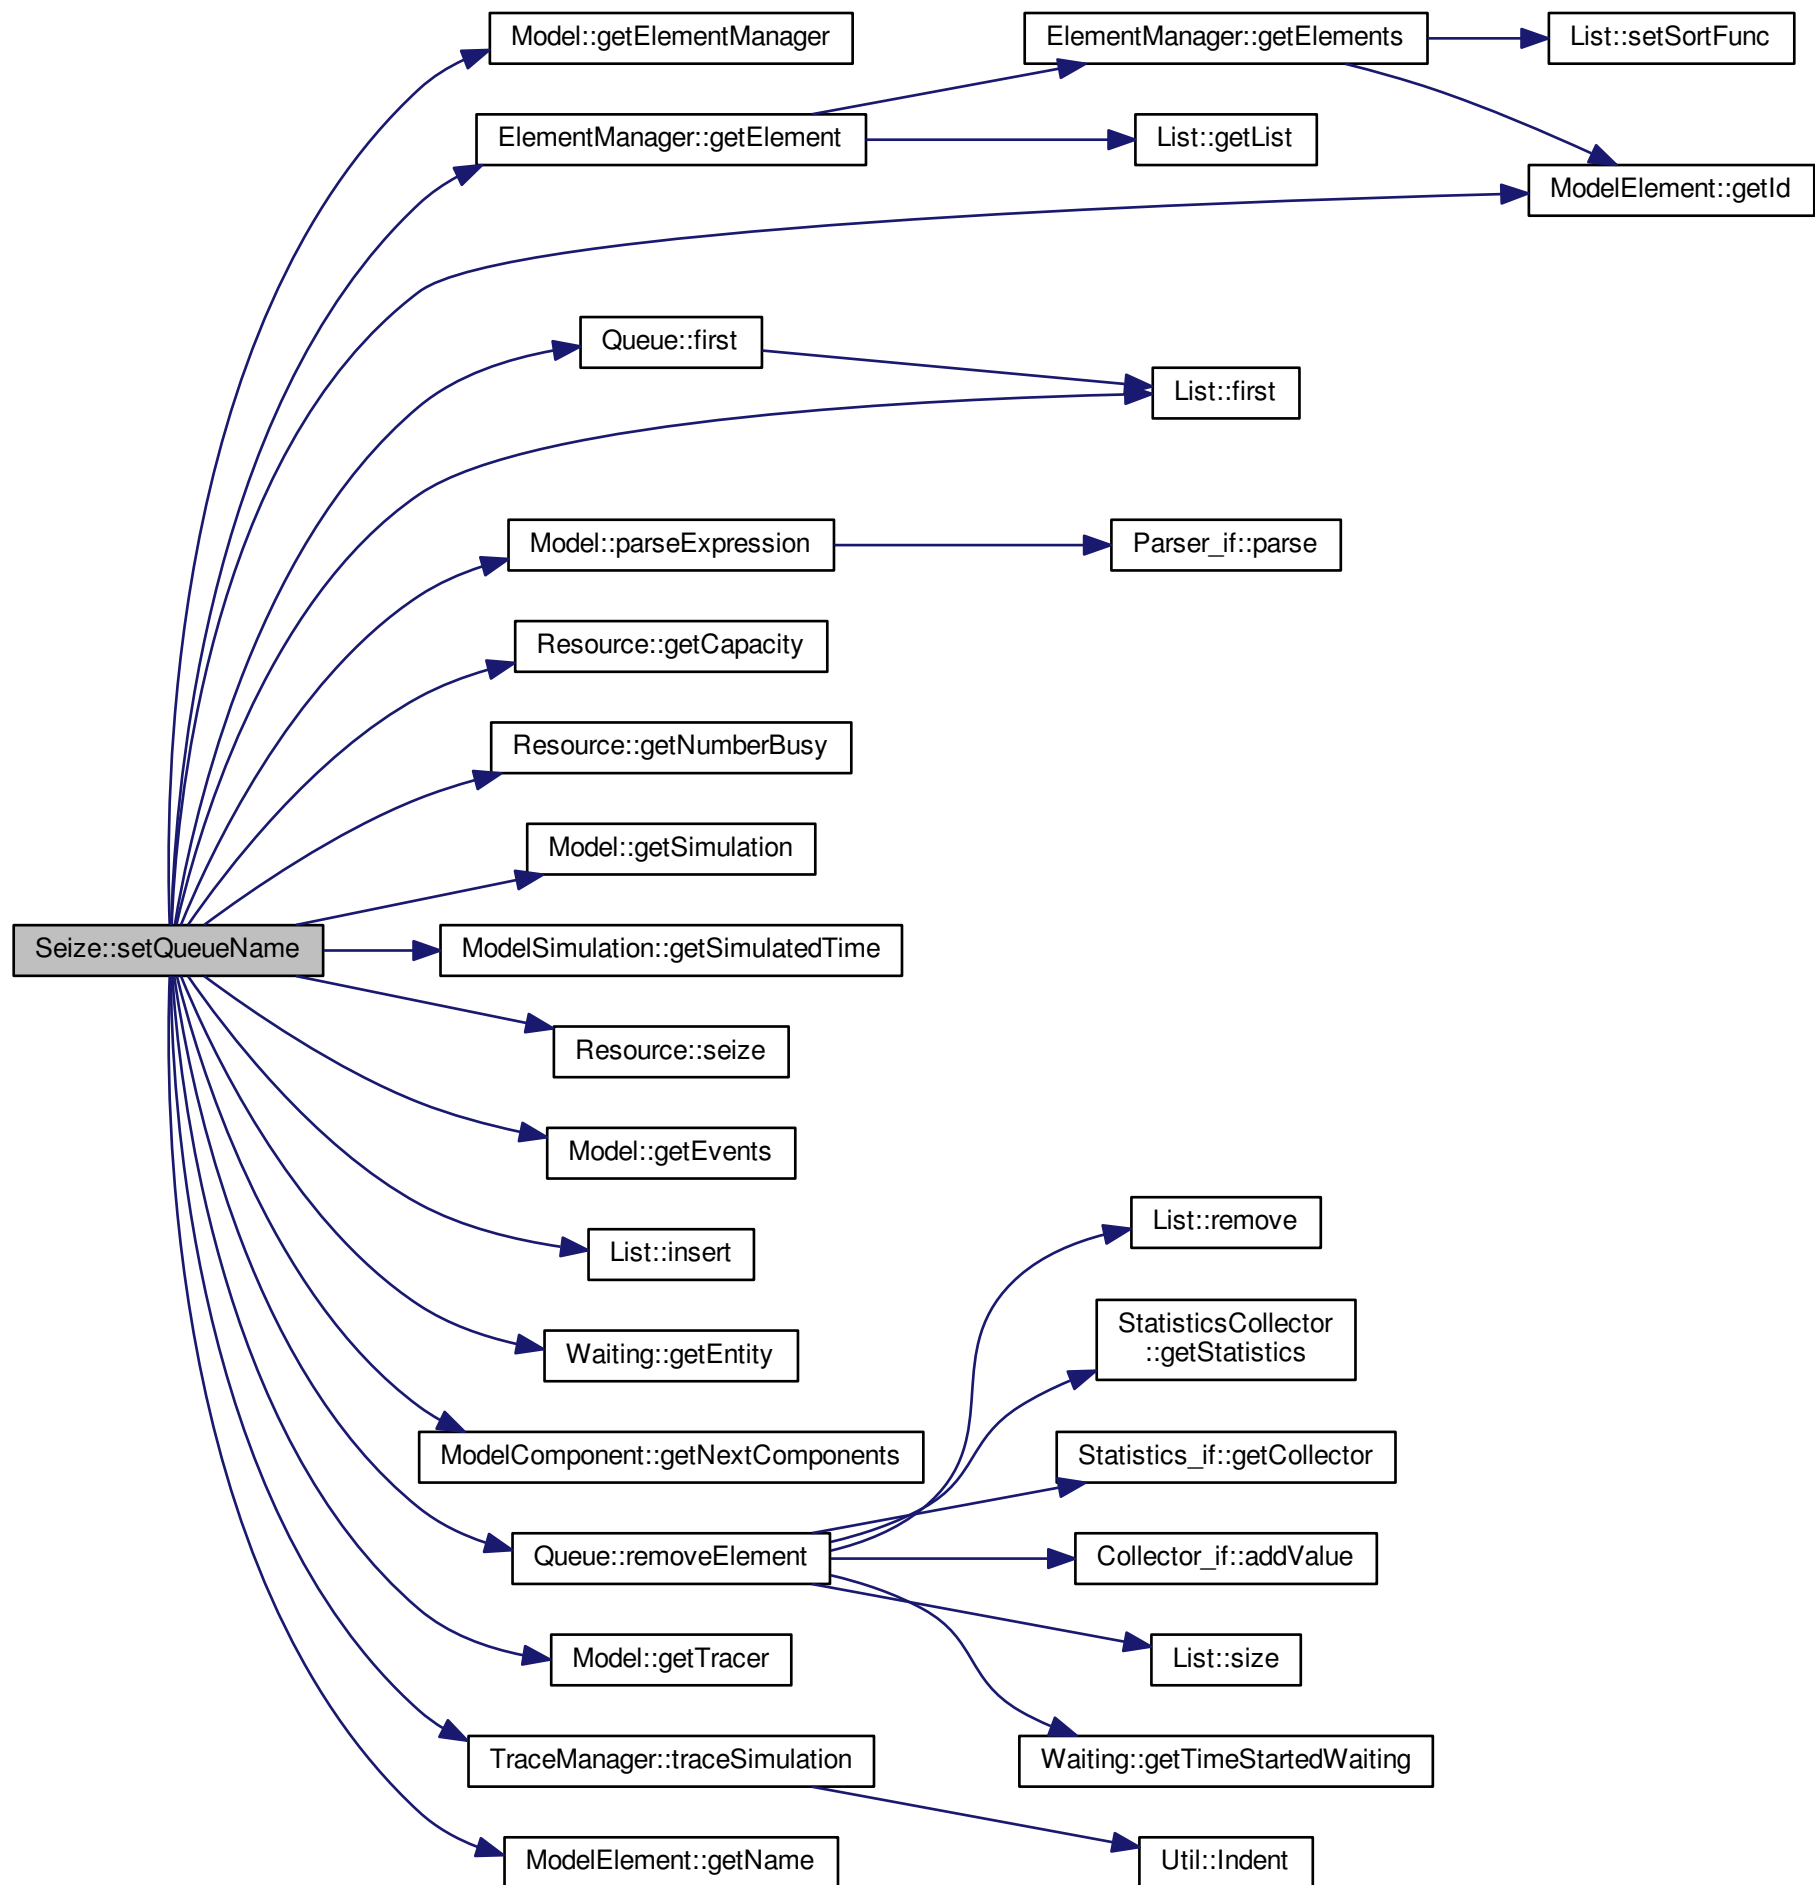 Model::getElementManager
ElementManager::getElements
List::setSortFunc
ElementManager::getElement
List::getList
ModelElement::getId
Queue::first
List::first
Model::parseExpression
Parser_if::parse
Resource::getCapacity
Resource::getNumberBusy
Model::getSimulation
Seize::setQueueName
ModelSimulation::getSimulatedTime
Resource::seize
Model::getEvents
List::remove
List::insert
StatisticsCollector
::getStatistics
Waiting::getEntity
ModelComponent::getNextComponents
Statistics_if::getCollector
Queue::removeElement
Collector_if::addValue
Model::getTracer
List::size
TraceManager::traceSimulation
Waiting::getTimeStartedWaiting
ModelElement::getName
Util::Indent